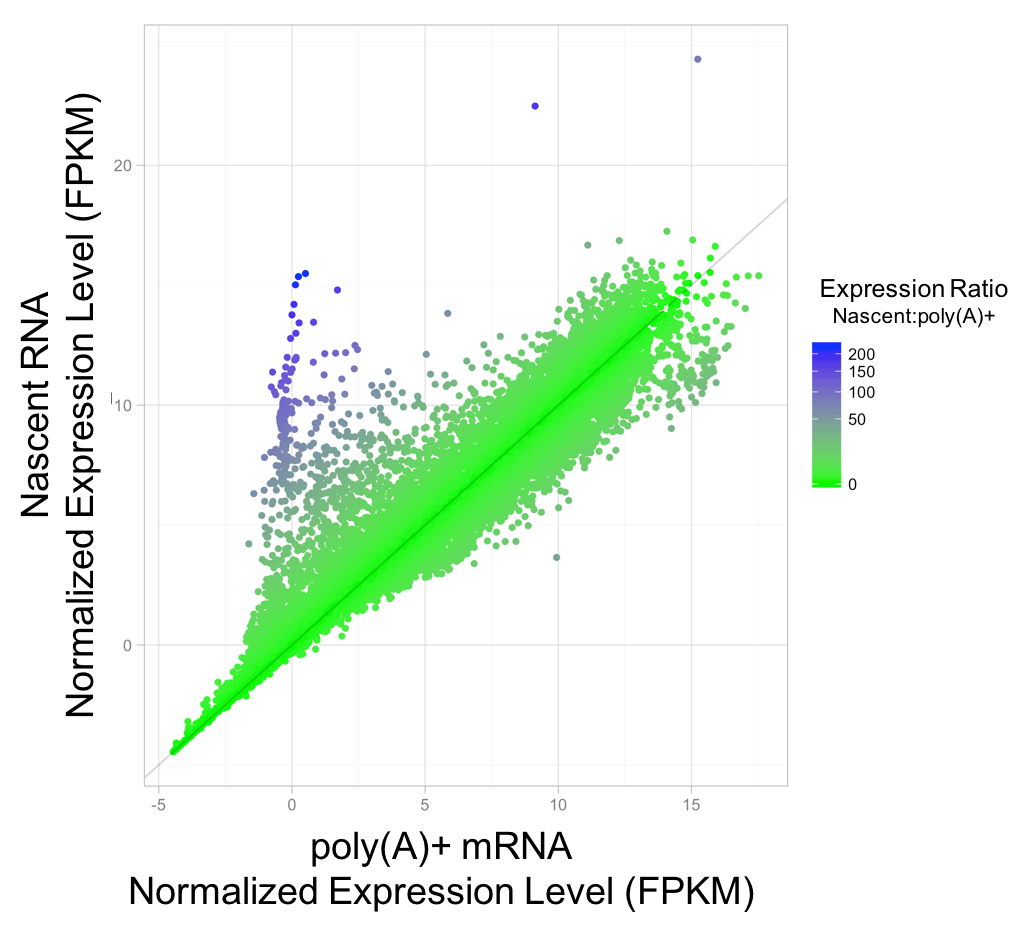 Nascent RNA
Normalized Expression Level (FPKM)
20
10
0
-5
0
5
10
15
poly(A)+ mRNA
Normalized Expression Level (FPKM)
Expression Ratio
Nascent:poly(A)+
200
150
100
50
0